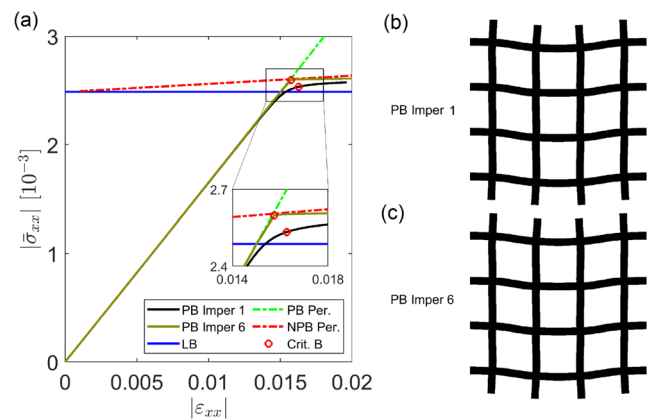 (a)
|σ̄xx| [10⁻³]
3
2
1
0
0 0.005 0.01 0.015 0.02
|εxx|
2.7
2.4
0.014 0.018
PB Imper 1
PB Imper 6
LB
PB Per.
NPB Per.
Crit. B
(b)
PB Imper 1
(c)
PB Imper 6